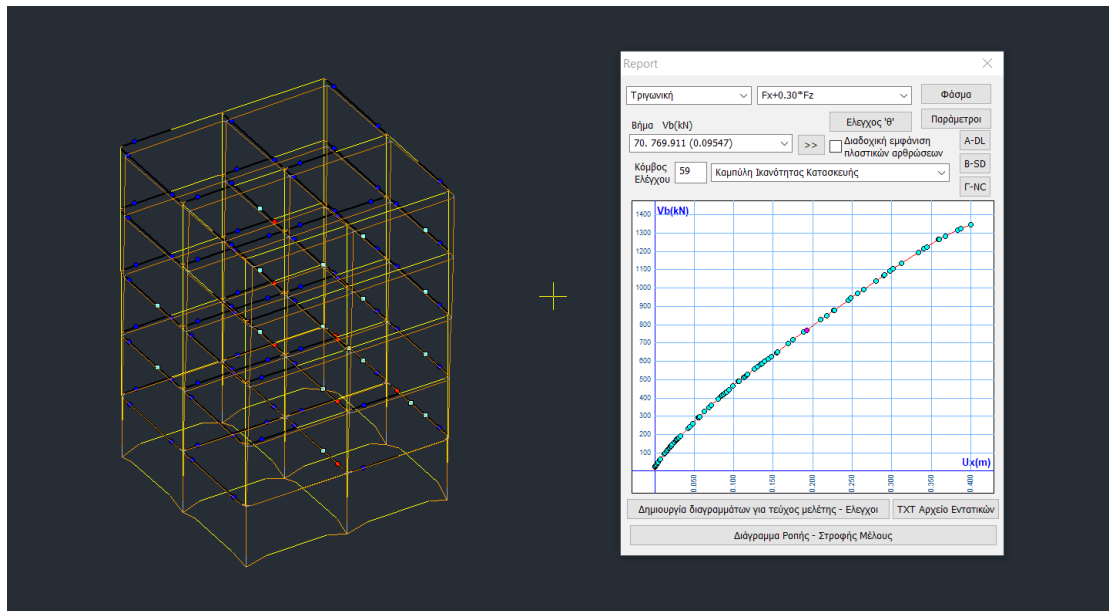 Report
Τριγωνική
Fx+0.30*Fz
Φάσμα
Βήμα Vb(kN)
Ελεγχος 'θ'
Παράμετροι
70. 769.911 (0.09547)
>>
Διαδοχική εμφάνιση
πλαστικών αρθρώσεων
A-DL
B-SD
Γ-NC
Κόμβος
Ελέγχου
59
Καμπύλη Ικανότητας Κατασκευής
Vb(kN)
1400
1300
1200
1100
1000
900
800
700
600
500
400
300
200
100
Ux(m)
0.050
0.100
0.150
0.200
0.250
0.300
0.350
0.400
Δημιουργία διαγραμμάτων για τεύχος μελέτης - Ελεγχοι
TXT Αρχείο Εντατικών
Διάγραμμα Ροπής - Στροφής Μέλους